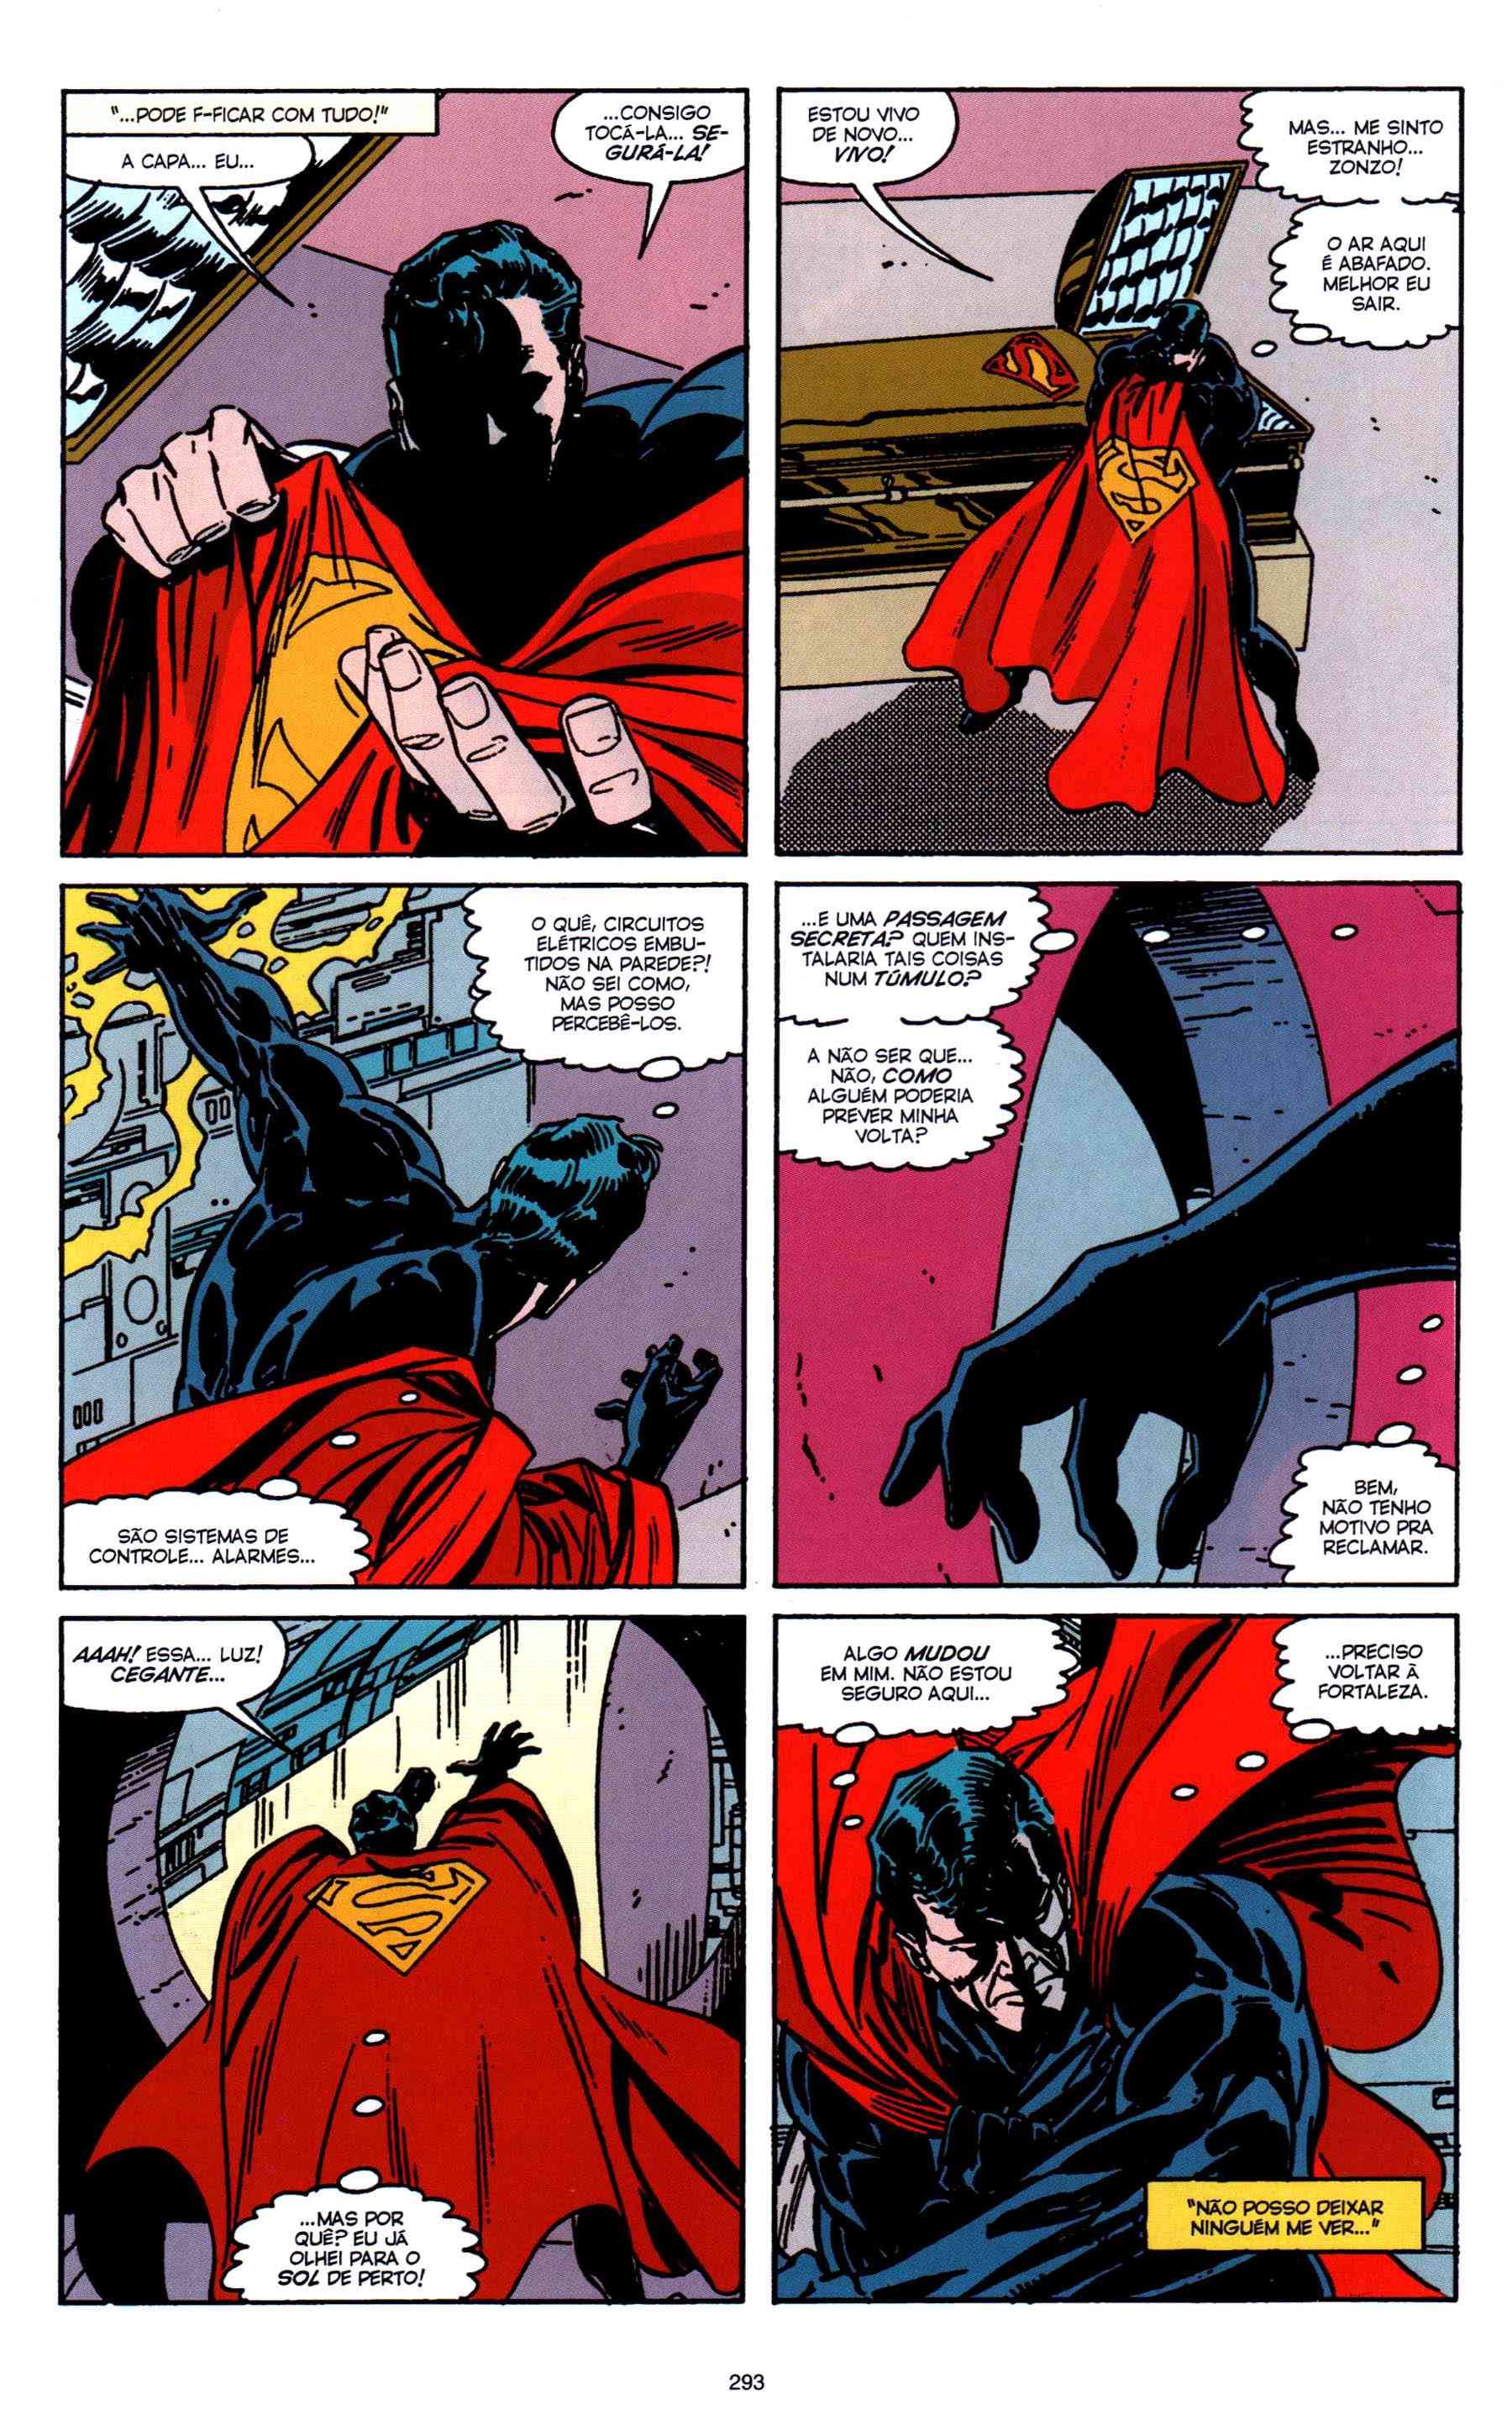 "...PODE F-FICAR COM TUDO!"
A CAPA... EU...
...CONSIGO
TOCÁ-LA... SE-
GURÁ-LA!
ESTOU VIVO
DE NOVO...
VIVO!
MAS... ME SINTO
ESTRANHO...
ZONZO!
O AR AQUI
É ABAFADO.
MELHOR EU
SAIR.
O QUÊ, CIRCUITOS
ELÉTRICOS EMBU-
TIDOS NA PAREDE?!
NÃO SEI COMO,
MAS POSSO
PERCEBÊ-LOS.
SÃO SISTEMAS DE
CONTROLE... ALARMES...
...E UMA PASSAGEM
SECRETA? QUEM INS-
TALARIA TAIS COISAS
NUM TÚMULO?
A NÃO SER QUE...
NÃO, COMO
ALGUÉM PODERIA
PREVER MINHA
VOLTA?
BEM,
NÃO TENHO
MOTIVO PRA
RECLAMAR.
AAAH! ESSA... LUZ!
CEGANTE...
...MAS POR
QUÊ? EU JÁ
OLHEI PARA O
SOL DE PERTO!
ALGO MUDOU
EM MIM. NÃO ESTOU
SEGURO AQUI...
...PRECISO
VOLTAR À
FORTALEZA.
"NÃO POSSO DEIXAR
NINGUÉM ME VER..."
293